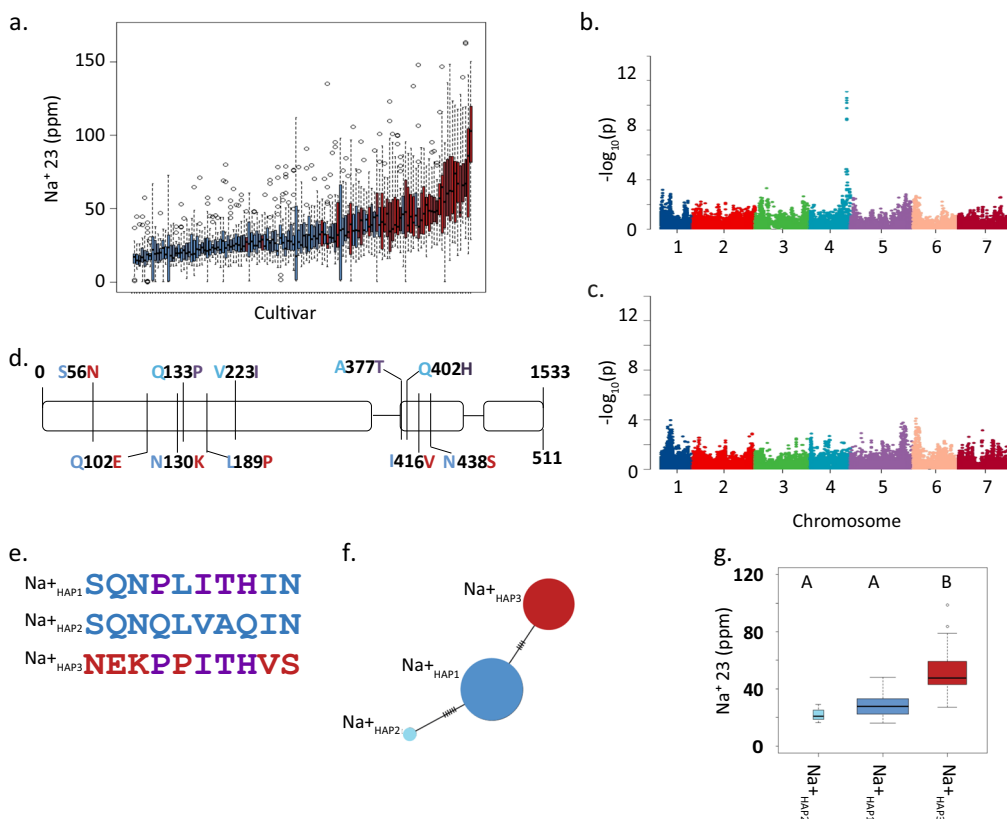 a.
150
100
50
0
Na⁺ 23 (ppm)
Cultivar
b.
12
8
4
0
-log₁₀(p)
1 2 3 4 5 6 7
c.
12
8
4
0
-log₁₀(p)
1 2 3 4 5 6 7
Chromosome
d.
0 S56N Q133P V223I A377T Q402H 1533
Q102E N130K L189P I416V N438S 511
e.
Na+HAP1 SQNPLITHIN
Na+HAP2 SQNQLVAQIN
Na+HAP3 NEKPPITHVS
f.
Na+HAP3
Na+HAP1
Na+HAP2
g.
120
80
40
0
Na⁺ 23 (ppm)
A A B
Na+HAP2
Na+HAP1
Na+HAP3